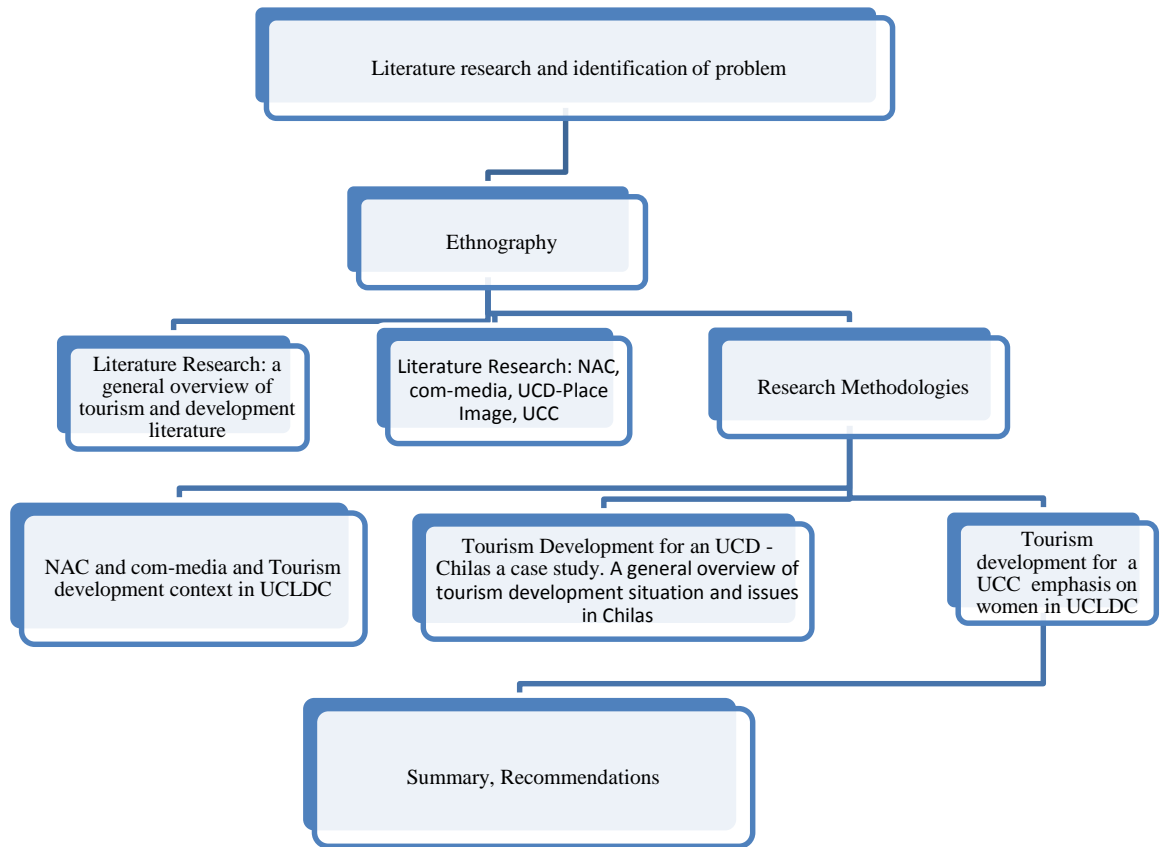 Literature research and identification of problem
Ethnography
Literature Research: a
general overview of
tourism and development
literature
Literature Research: NAC,
com-media, UCD-Place
Image, UCC
Research Methodologies
NAC and com-media and Tourism
development context in UCLDC
Tourism Development for an UCD -
Chilas a case study. A general overview of
tourism development situation and issues
in Chilas
Tourism
development for a
UCC emphasis on
women in UCLDC
Summary, Recommendations